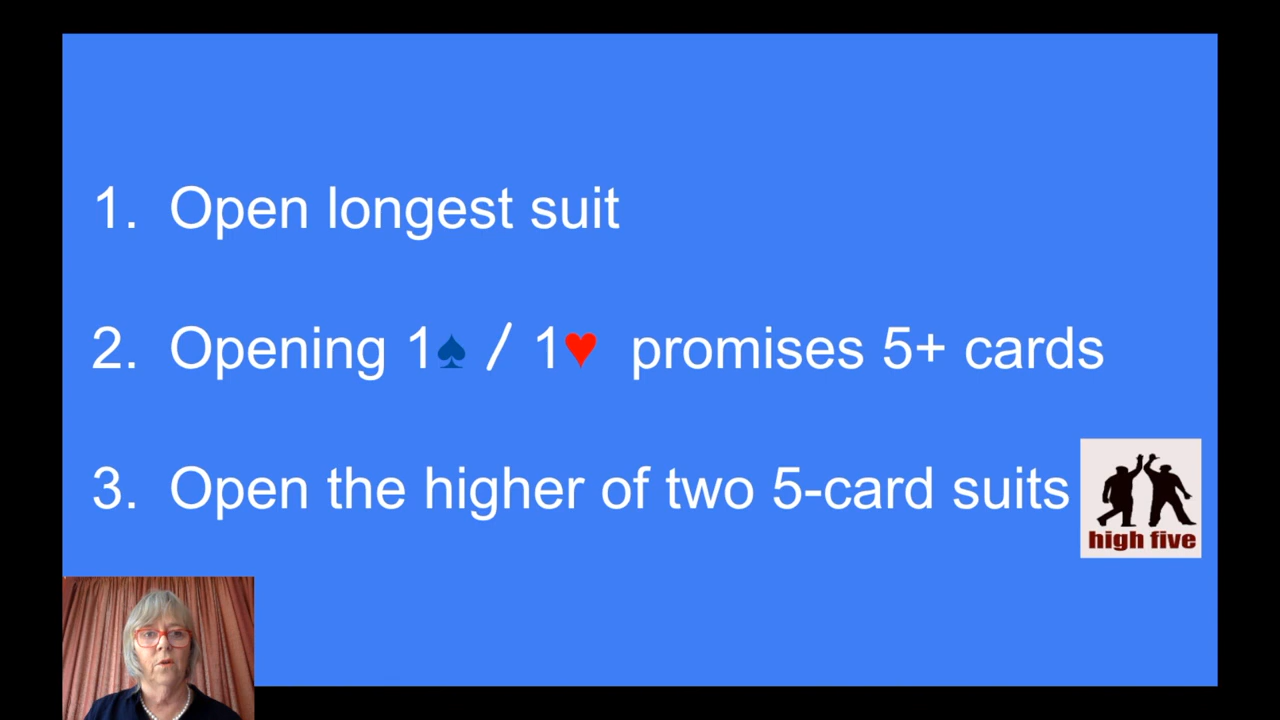 1. Open longest suit
2. Opening 1♠ / 1♥ promises 5+ cards
3. Open the higher of two 5-card suits
high five